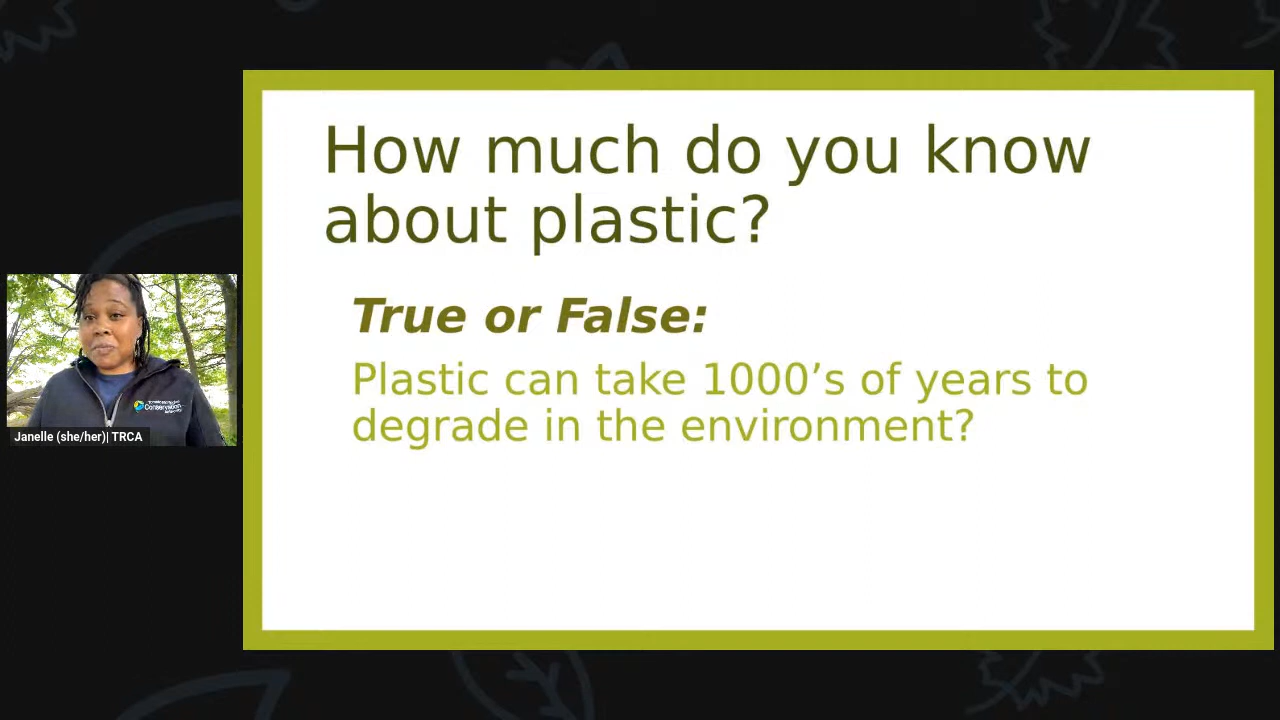 How much do you know
about plastic?
True or False:
Plastic can take 1000’s of years to
degrade in the environment?
Conservation
Janelle (she/her)| TRCA